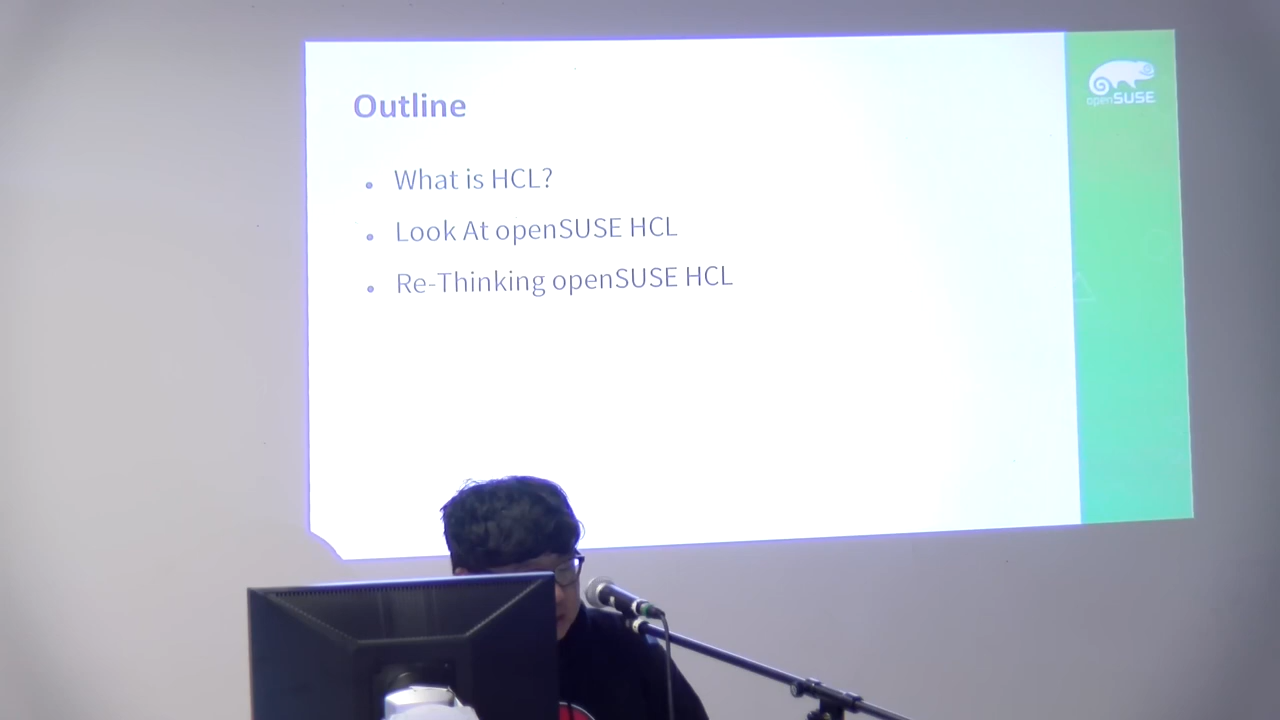 Outline
What is HCL?
Look At openSUSE HCL
Re-Thinking openSUSE HCL
openSUSE